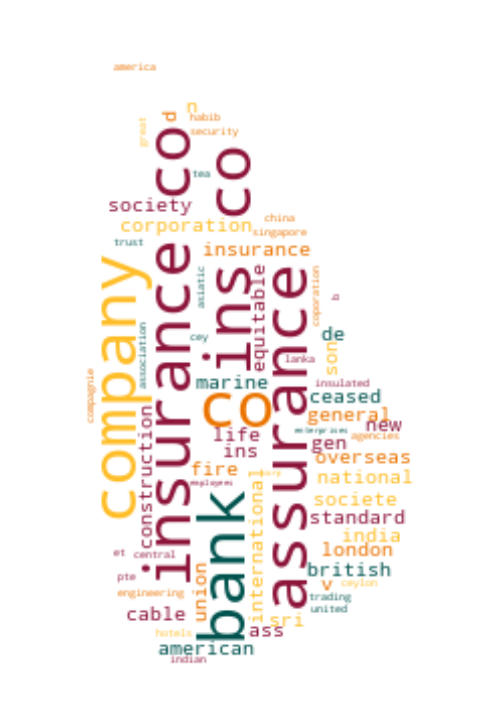 america
n
d
habib
great
security
insurance co
ins co
tea
society
corporation
china
singapore
trust
insurance
company
asiatic
equitable
assurance
coporation
association
cey
de
son
lanka
compagnie
marine
insulated
ceased
co
general
construction
life
enterprises
new
agencies
ins
gen
fire
overseas
employees
national
bank
international
societe
standard
india
london
et
central
british
pte
union
v
ceylon
engineering
trading
united
cable
sri
hotels
ass
american
indian